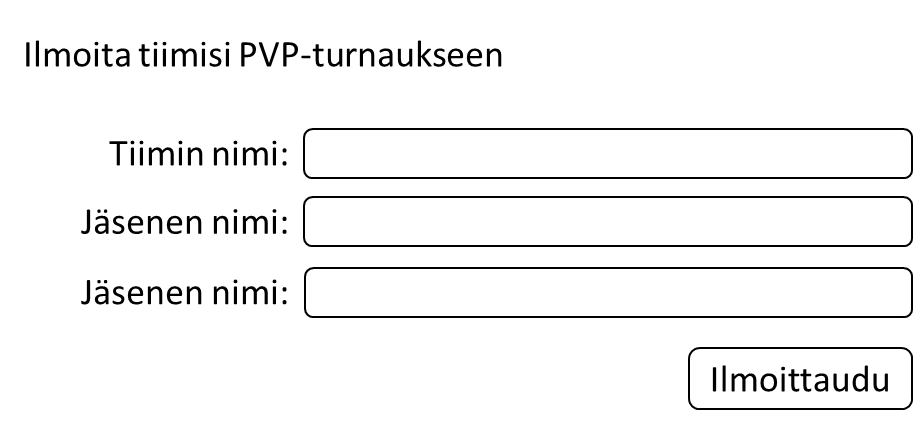 Ilmoita tiimisi PVP-turnaukseen
Tiimin nimi:
Jäsenen nimi:
Jäsenen nimi:
Ilmoittaudu